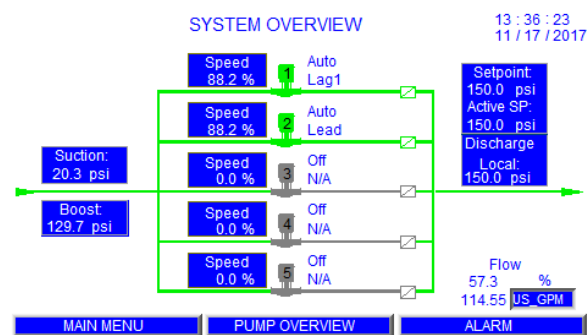 SYSTEM OVERVIEW
13 : 36 : 23
11 / 17 / 2017
Speed
88.2 %
1
Auto
Lag1
Setpoint:
150.0 psi
Active SP:
150.0 psi
Discharge
Local:
150.0 psi
Speed
88.2 %
2
Auto
Lead
Suction:
20.3 psi
Speed
0.0 %
3
Off
N/A
Boost:
129.7 psi
Speed
0.0 %
4
Off
N/A
Speed
0.0 %
5
Off
N/A
Flow
57.3 %
114.55 US_GPM
MAIN MENU
PUMP OVERVIEW
ALARM